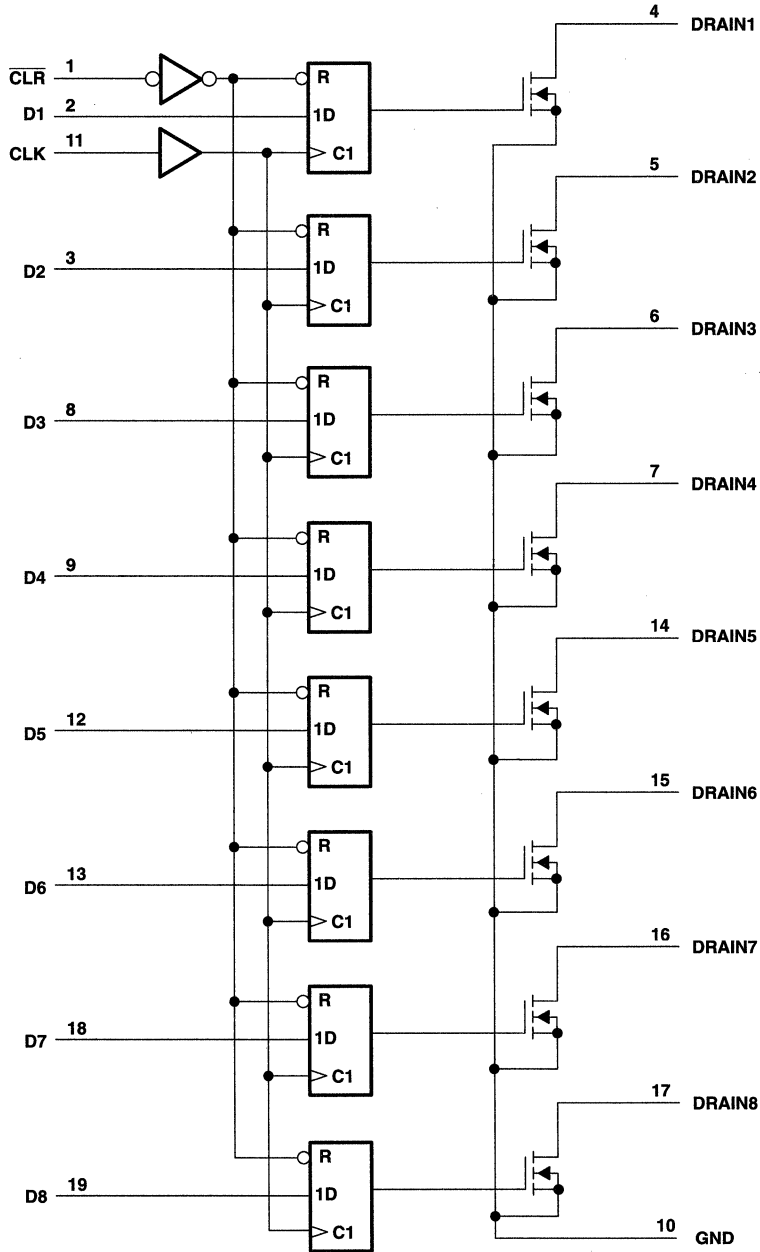 4 DRAIN1
CLR 1 R
D1 2 1D
CLK 11 C1
5 DRAIN2
R
D2 3 1D
C1
6 DRAIN3
R
D3 8 1D
C1
7 DRAIN4
R
D4 9 1D
C1
14 DRAIN5
R
D5 12 1D
C1
15 DRAIN6
R
D6 13 1D
C1
16 DRAIN7
R
D7 18 1D
C1
17 DRAIN8
R
D8 19 1D
C1
10 GND